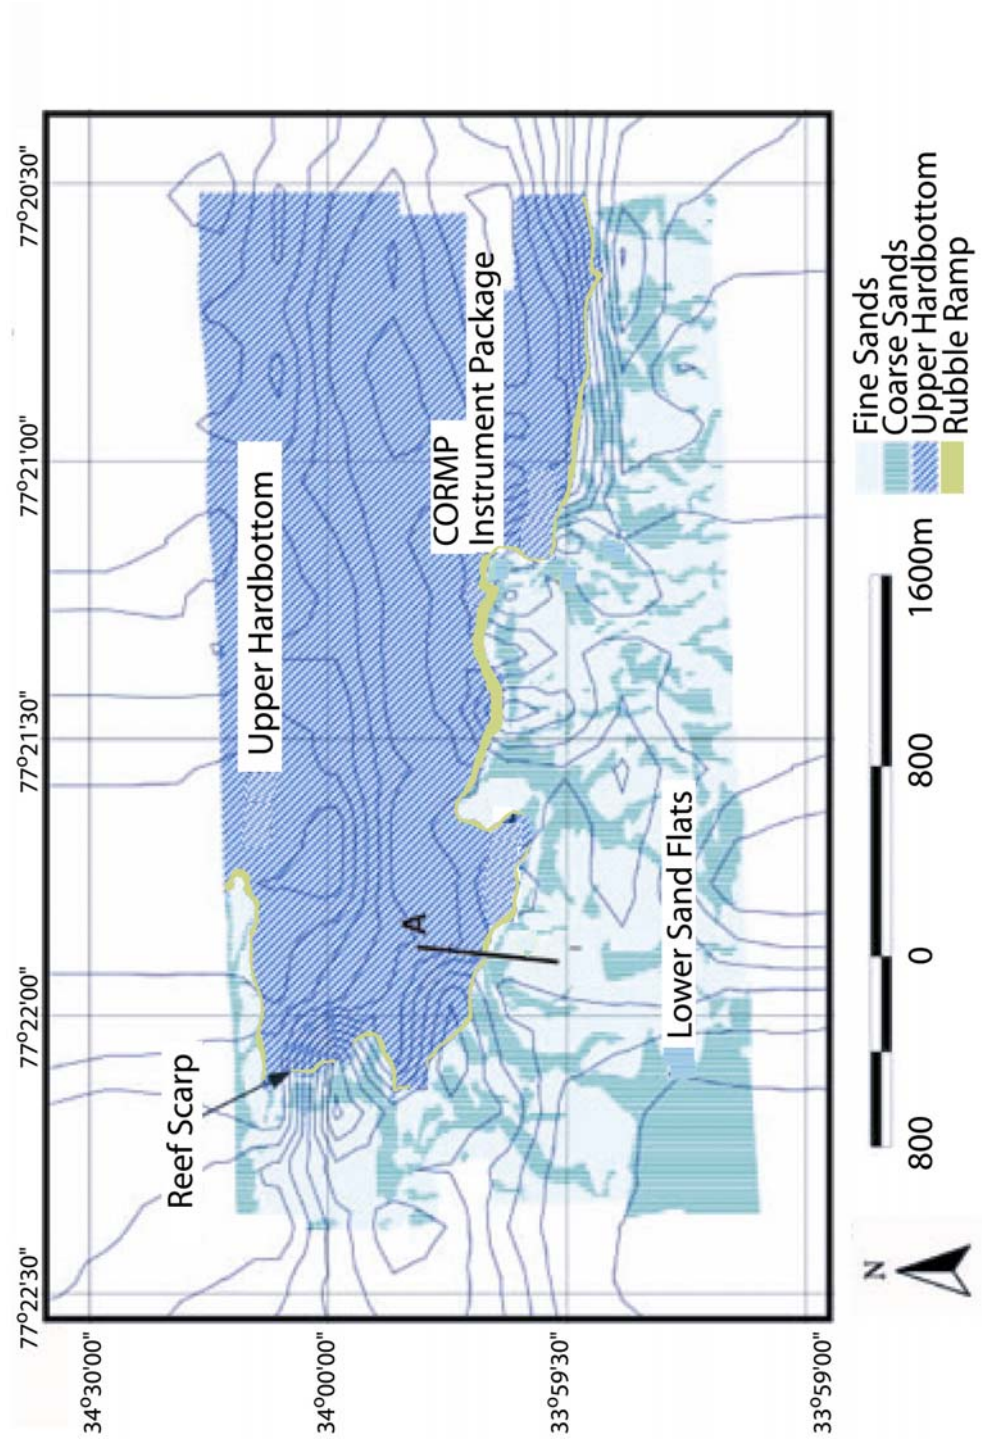 77°22'30"
77°22'00"
77°21'30"
77°21'00"
77°20'30"
34°30'00"
34°00'00"
33°59'30"
33°59'00"
Reef Scarp
Upper Hardbottom
CORMP
Instrument Package
A
Lower Sand Flats
N
800
0
800
1600m
Fine Sands
Coarse Sands
Upper Hardbottom
Rubble Ramp